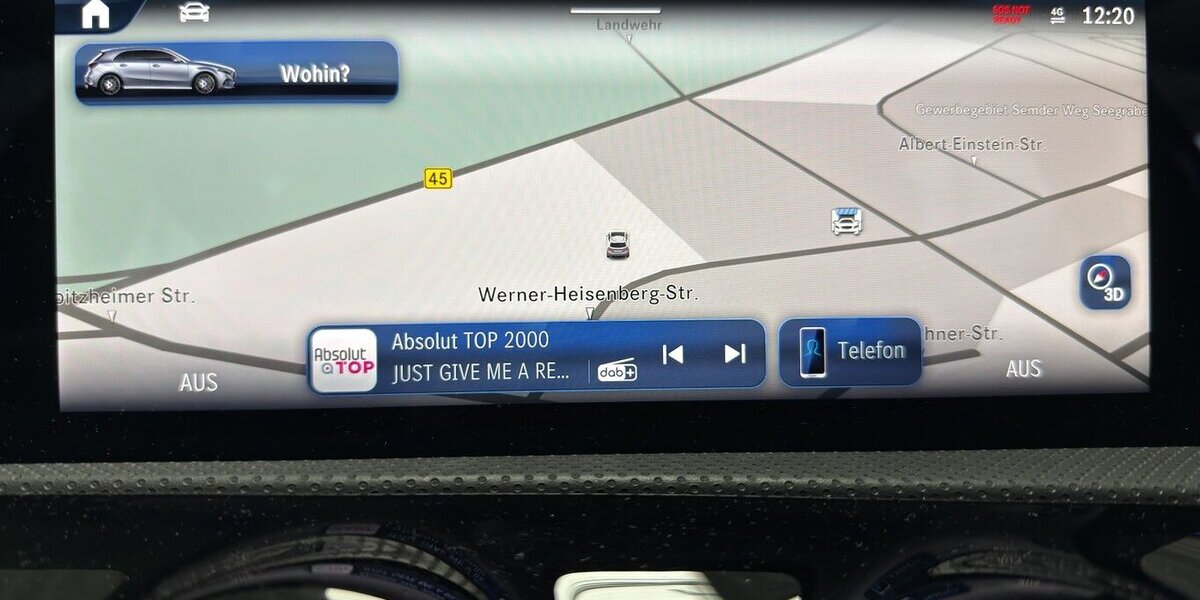 Landwehr
SOS NOT
READY
4G
12:20
Wohin?
Gewerbegebiet Semder Weg Seegrabe
Albert-Einstein-Str.
45
3D
pitzheimer Str.
Werner-Heisenberg-Str.
hner-Str.
Absolut
TOP
Absolut TOP 2000
JUST GIVE ME A RE...
dab+
Telefon
AUS
AUS